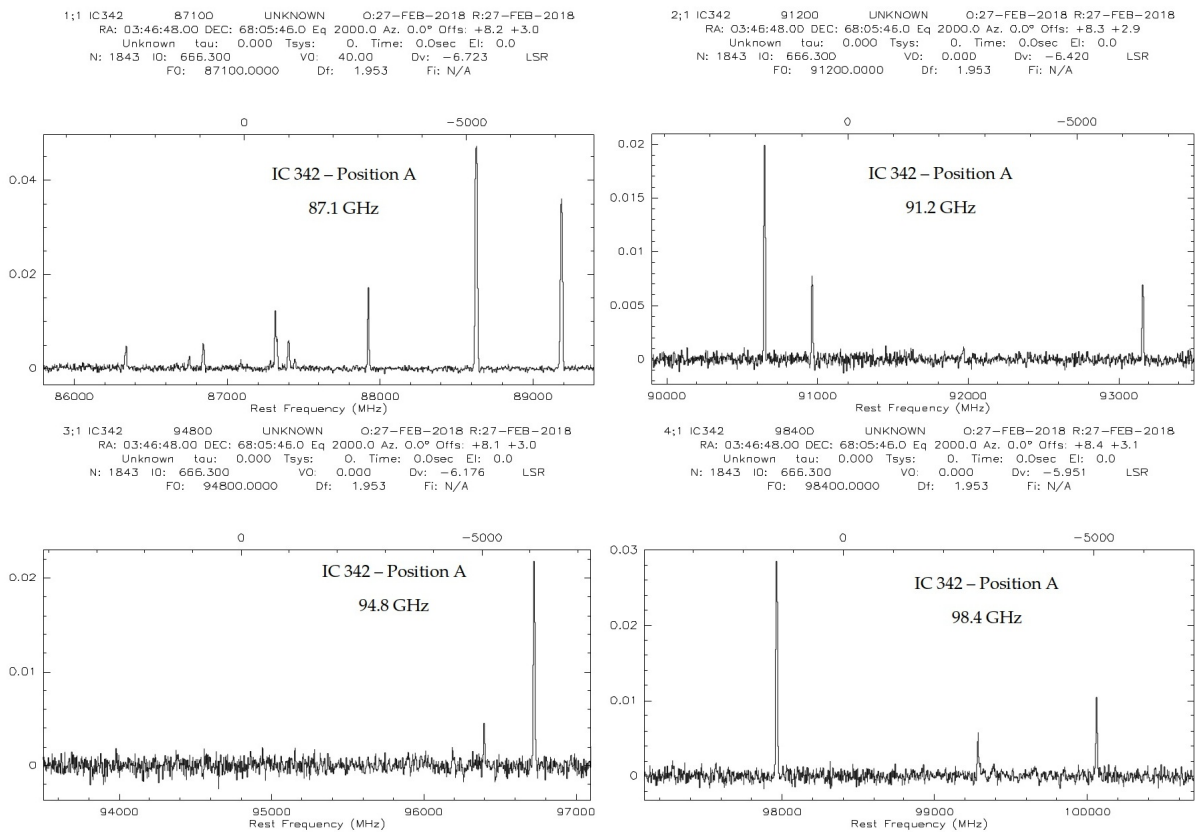 1;1 IC342 87100 UNKNOWN O:27-FEB-2018 R:27-FEB-2018
RA: 03:46:48.00 DEC: 68:05:46.0 Eq 2000.0 Az. 0.0° Offs: +8.2 +3.0
Unknown tau: 0.000 Tsys: 0. Time: 0.0sec El: 0.0
N: 1843 I0: 666.300 V0: 40.00 Dv: -6.723 LSR
F0: 87100.0000 Df: 1.953 Fi: N/A
0 -5000
IC 342 – Position A
87.1 GHz
0.04
0.02
0
86000 87000 88000 89000
Rest Frequency (MHz)
2;1 IC342 91200 UNKNOWN O:27-FEB-2018 R:27-FEB-2018
RA: 03:46:48.00 DEC: 68:05:46.0 Eq 2000.0 Az. 0.0° Offs: +8.3 +2.9
Unknown tau: 0.000 Tsys: 0. Time: 0.0sec El: 0.0
N: 1843 I0: 666.300 V0: 0.000 Dv: -6.420 LSR
F0: 91200.0000 Df: 1.953 Fi: N/A
0 -5000
IC 342 – Position A
91.2 GHz
0.02
0.015
0.01
0.005
0
90000 91000 92000 93000
Rest Frequency (MHz)
3;1 IC342 94800 UNKNOWN O:27-FEB-2018 R:27-FEB-2018
RA: 03:46:48.00 DEC: 68:05:46.0 Eq 2000.0 Az. 0.0° Offs: +8.1 +3.0
Unknown tau: 0.000 Tsys: 0. Time: 0.0sec El: 0.0
N: 1843 I0: 666.300 V0: 0.000 Dv: -6.176 LSR
F0: 94800.0000 Df: 1.953 Fi: N/A
0 -5000
IC 342 – Position A
94.8 GHz
0.02
0.01
0
94000 95000 96000 97000
Rest Frequency (MHz)
4;1 IC342 98400 UNKNOWN O:27-FEB-2018 R:27-FEB-2018
RA: 03:46:48.00 DEC: 68:05:46.0 Eq 2000.0 Az. 0.0° Offs: +8.4 +3.1
Unknown tau: 0.000 Tsys: 0. Time: 0.0sec El: 0.0
N: 1843 I0: 666.300 V0: 0.000 Dv: -5.951 LSR
F0: 98400.0000 Df: 1.953 Fi: N/A
0 -5000
IC 342 – Position A
98.4 GHz
0.03
0.02
0.01
0
98000 99000 100000
Rest Frequency (MHz)